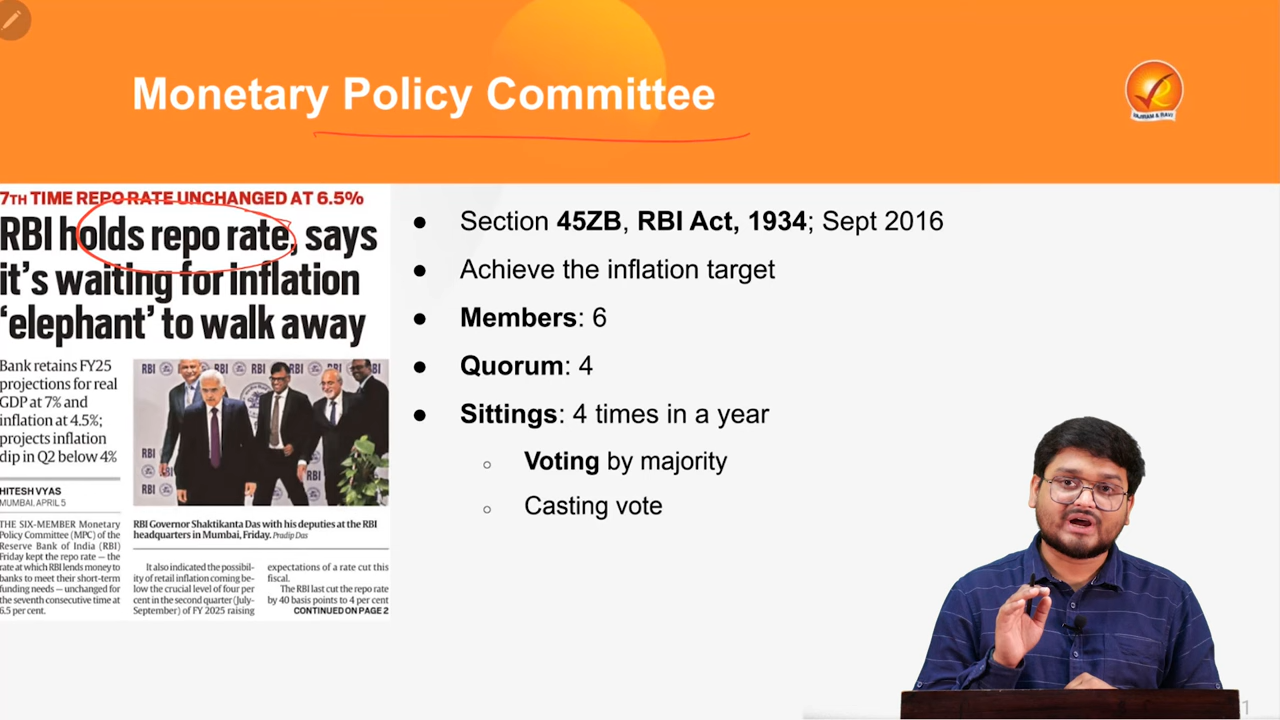 Monetary Policy Committee
VAJIRAM & RAVI
7TH TIME REPO RATE UNCHANGED AT 6.5%
RBI holds repo rate, says
it's waiting for inflation
'elephant' to walk away
Bank retains FY25
projections for real
GDP at 7% and
inflation at 4.5%;
projects inflation
dip in Q2 below 4%
HITESH VYAS
MUMBAI, APRIL 5
THE SIX-MEMBER Monetary
Policy Committee (MPC) of the
Reserve Bank of India (RBI)
Friday kept the repo rate — the
rate at which RBI lends money to
banks to meet their short-term
funding needs — unchanged for
the seventh consecutive time at
6.5 per cent.
RBI RBI RBI RBI
RBI
RBI
RBI
RBI Governor Shaktikanta Das with his deputies at the RBI
headquarters in Mumbai, Friday. Pradip Das
It also indicated the possibil-
ity of retail inflation coming be-
low the crucial level of four per
cent in the second quarter (July-
September) of FY 2025 raising
expectations of a rate cut this
fiscal.
The RBI last cut the repo rate
by 40 basis points to 4 per cent
CONTINUED ON PAGE 2
● Section 45ZB, RBI Act, 1934; Sept 2016
● Achieve the inflation target
● Members: 6
● Quorum: 4
● Sittings: 4 times in a year
○ Voting by majority
○ Casting vote